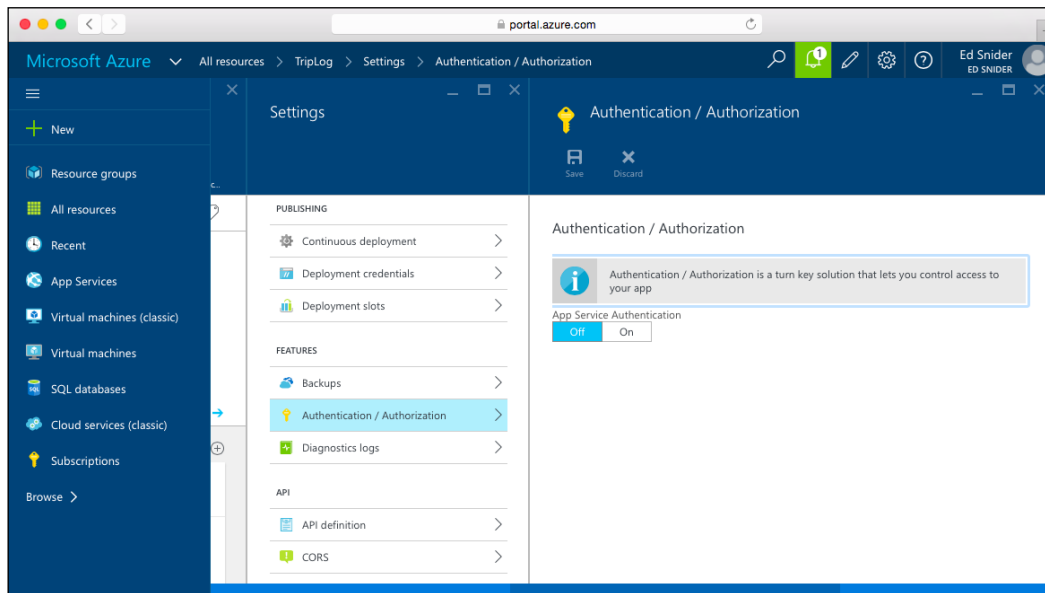 portal.azure.com
Microsoft Azure
All resources > TripLog > Settings > Authentication / Authorization
1
Ed Snider
ED SNIDER
New
Resource groups
All resources
Recent
App Services
Virtual machines (classic)
Virtual machines
SQL databases
Cloud services (classic)
Subscriptions
Browse >
c...
Settings
PUBLISHING
Continuous deployment
Deployment credentials
Deployment slots
FEATURES
Backups
Authentication / Authorization
Diagnostics logs
API
API definition
CORS
Authentication / Authorization
Save
Discard
Authentication / Authorization
Authentication / Authorization is a turn key solution that lets you control access to
your app
App Service Authentication
Off
On